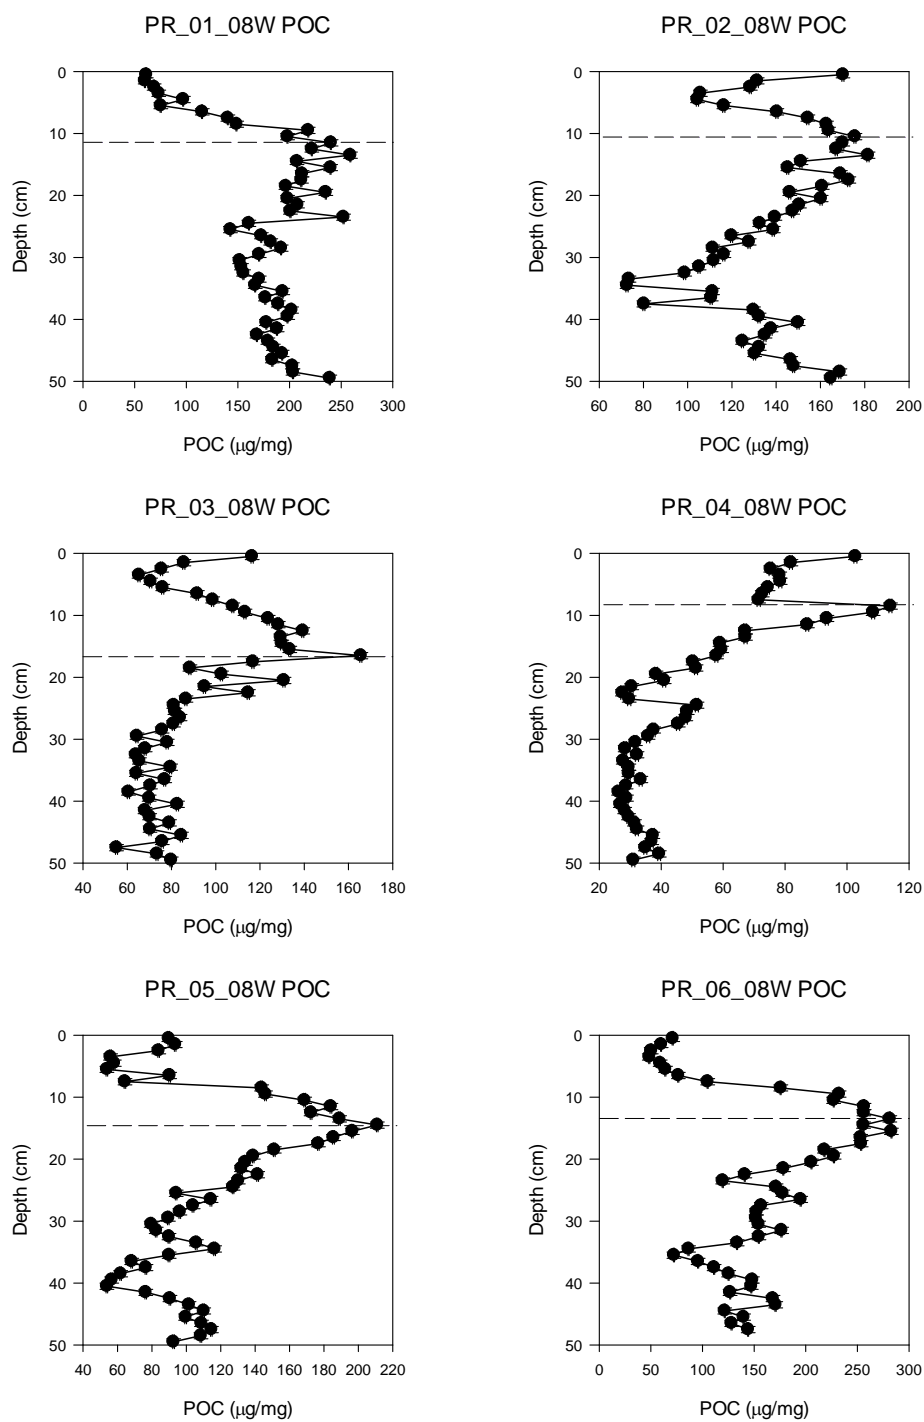 PR_01_08W POC
0
10
20
30
40
50
Depth (cm)
0 50 100 150 200 250 300
POC (μg/mg)
PR_02_08W POC
0
10
20
30
40
50
Depth (cm)
60 80 100 120 140 160 180 200
POC (μg/mg)
PR_03_08W POC
0
10
20
30
40
50
Depth (cm)
40 60 80 100 120 140 160 180
POC (μg/mg)
PR_04_08W POC
0
10
20
30
40
50
Depth (cm)
20 40 60 80 100 120
POC (μg/mg)
PR_05_08W POC
0
10
20
30
40
50
Depth (cm)
40 60 80 100 120 140 160 180 200 220
POC (μg/mg)
PR_06_08W POC
0
10
20
30
40
50
Depth (cm)
0 50 100 150 200 250 300
POC (μg/mg)